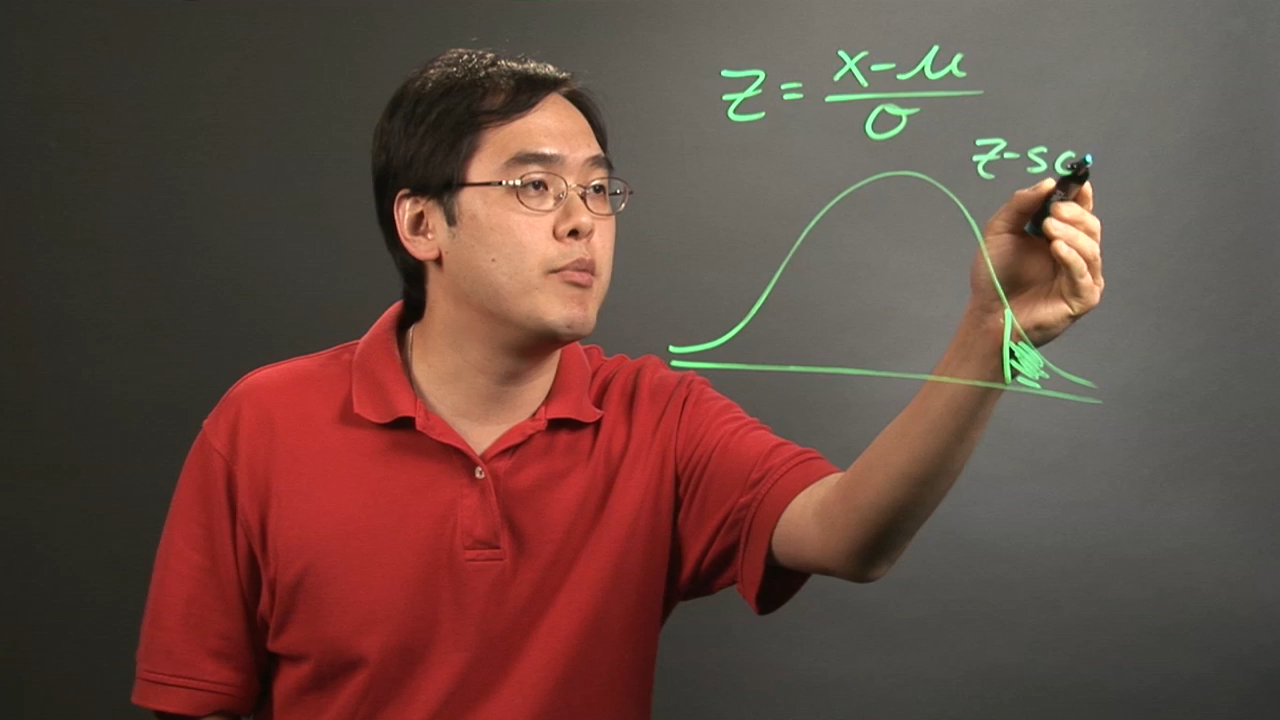 z = x - μ / σ
z-sc